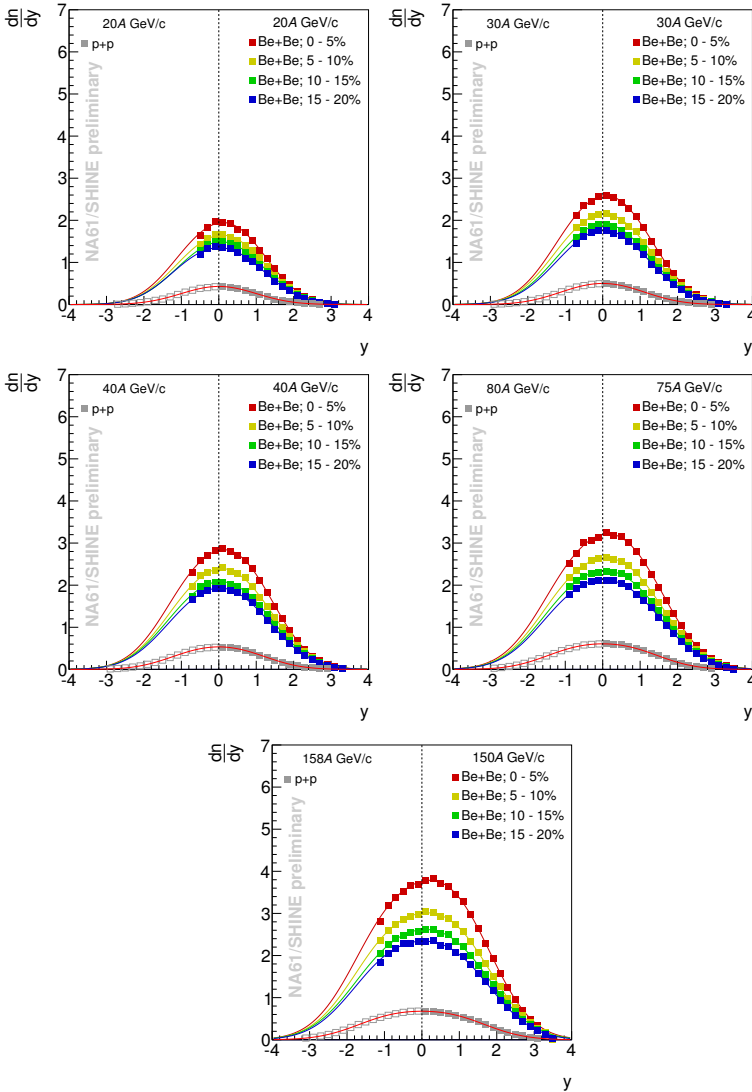 dn
dy
20A GeV/c
20A GeV/c
p+p
Be+Be; 0 - 5%
Be+Be; 5 - 10%
Be+Be; 10 - 15%
Be+Be; 15 - 20%
NA61/SHINE preliminary
7
6
5
4
3
2
1
0
-4 -3 -2 -1 0 1 2 3 4
y
dn
dy
30A GeV/c
30A GeV/c
p+p
Be+Be; 0 - 5%
Be+Be; 5 - 10%
Be+Be; 10 - 15%
Be+Be; 15 - 20%
NA61/SHINE preliminary
7
6
5
4
3
2
1
0
-4 -3 -2 -1 0 1 2 3 4
y
dn
dy
40A GeV/c
40A GeV/c
p+p
Be+Be; 0 - 5%
Be+Be; 5 - 10%
Be+Be; 10 - 15%
Be+Be; 15 - 20%
NA61/SHINE preliminary
7
6
5
4
3
2
1
0
-4 -3 -2 -1 0 1 2 3 4
y
dn
dy
80A GeV/c
75A GeV/c
p+p
Be+Be; 0 - 5%
Be+Be; 5 - 10%
Be+Be; 10 - 15%
Be+Be; 15 - 20%
NA61/SHINE preliminary
7
6
5
4
3
2
1
0
-4 -3 -2 -1 0 1 2 3 4
y
dn
dy
158A GeV/c
150A GeV/c
p+p
Be+Be; 0 - 5%
Be+Be; 5 - 10%
Be+Be; 10 - 15%
Be+Be; 15 - 20%
NA61/SHINE preliminary
7
6
5
4
3
2
1
0
-4 -3 -2 -1 0 1 2 3 4
y